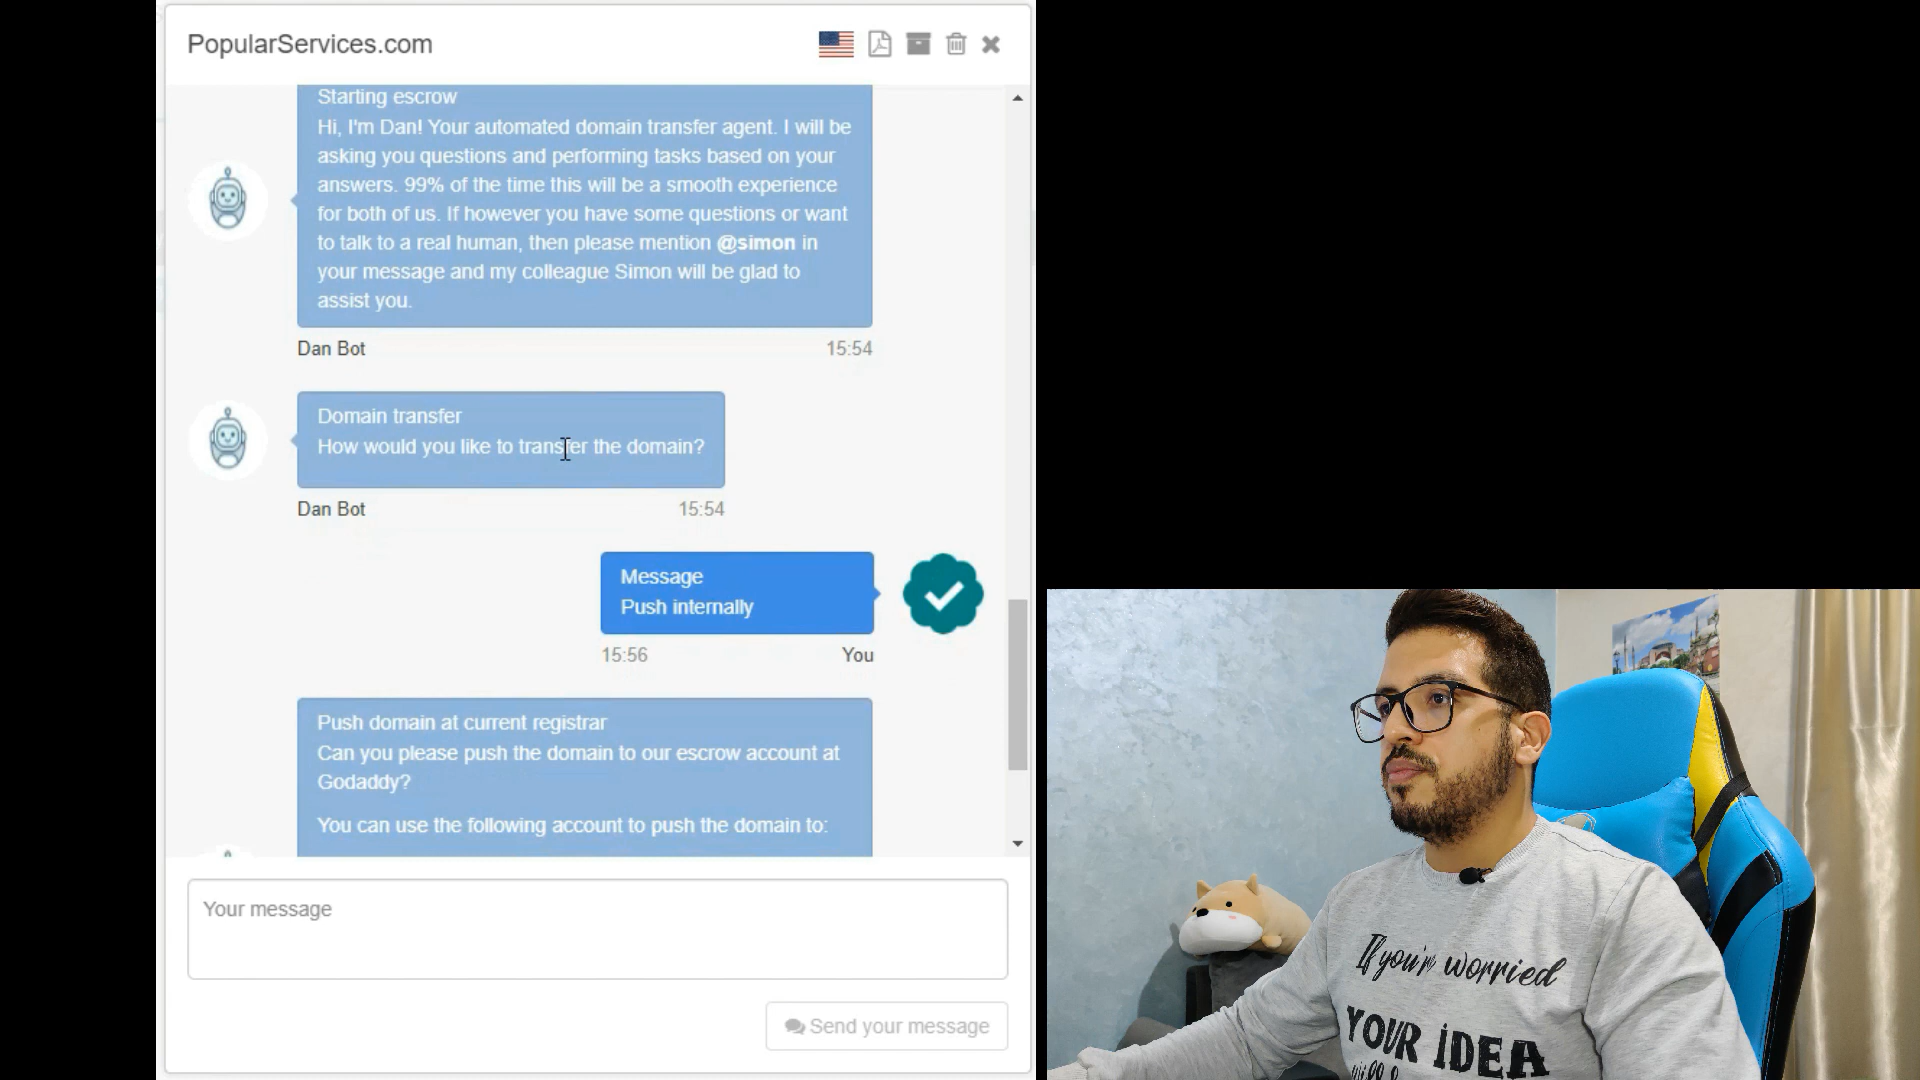 PopularServices.com
Starting escrow
Hi, I'm Dan! Your automated domain transfer agent. I will be
asking you questions and performing tasks based on your
answers. 99% of the time this will be a smooth experience
for both of us. If however you have some questions or want
to talk to a real human, then please mention @simon in
your message and my colleague Simon will be glad to
assist you.
Dan Bot 15:54
Domain transfer
How would you like to transfer the domain?
Dan Bot 15:54
Message
Push internally
15:56 You
Push domain at current registrar
Can you please push the domain to our escrow account at
Godaddy?
You can use the following account to push the domain to:
Your message
Send your message
If you're worried
YOUR IDEA